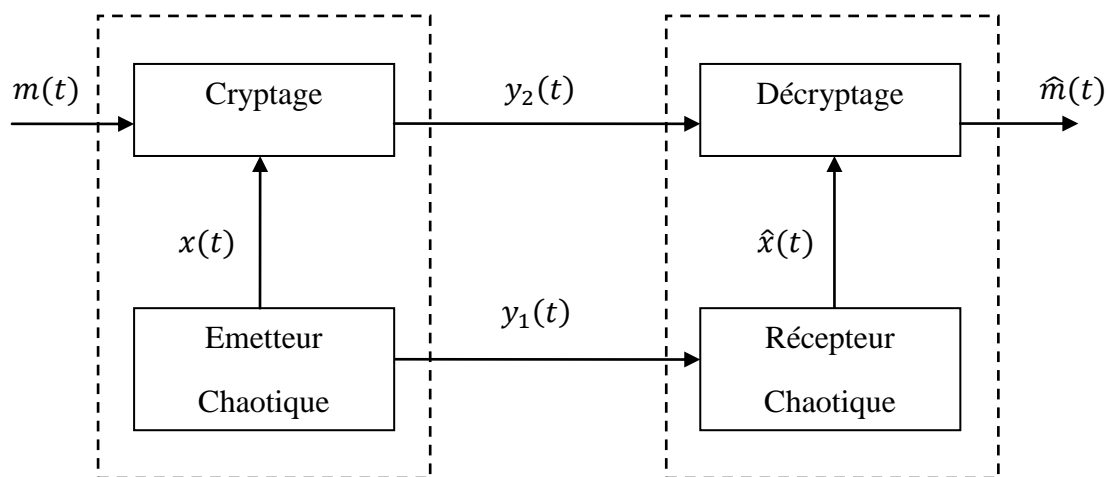 m(t)
Cryptage
y₂(t)
Décryptage
m̂(t)
x(t)
x̂(t)
Emetteur
Chaotique
y₁(t)
Récepteur
Chaotique